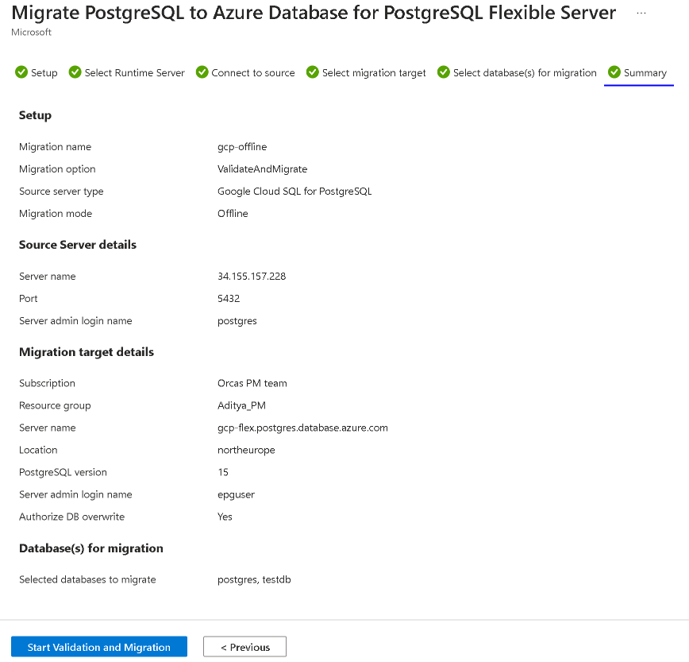 Migrate PostgreSQL to Azure Database for PostgreSQL Flexible Server ...
Microsoft
Setup Select Runtime Server Connect to source Select migration target Select database(s) for migration Summary
Setup
Migration name gcp-offline
Migration option ValidateAndMigrate
Source server type Google Cloud SQL for PostgreSQL
Migration mode Offline
Source Server details
Server name 34.155.157.228
Port 5432
Server admin login name postgres
Migration target details
Subscription Orcas PM team
Resource group Aditya_PM
Server name gcp-flex.postgres.database.azure.com
Location northeurope
PostgreSQL version 15
Server admin login name epguser
Authorize DB overwrite Yes
Database(s) for migration
Selected databases to migrate postgres, testdb
Start Validation and Migration < Previous